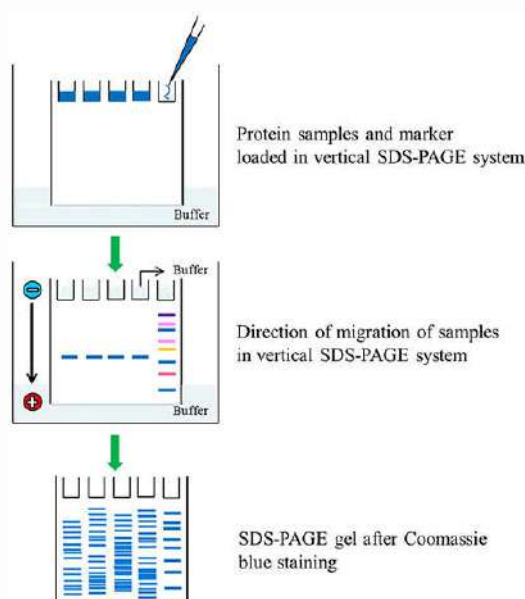 Protein samples and marker
loaded in vertical SDS-PAGE system
Buffer
Buffer
Direction of migration of samples
in vertical SDS-PAGE system
Buffer
SDS-PAGE gel after Coomassie
blue staining